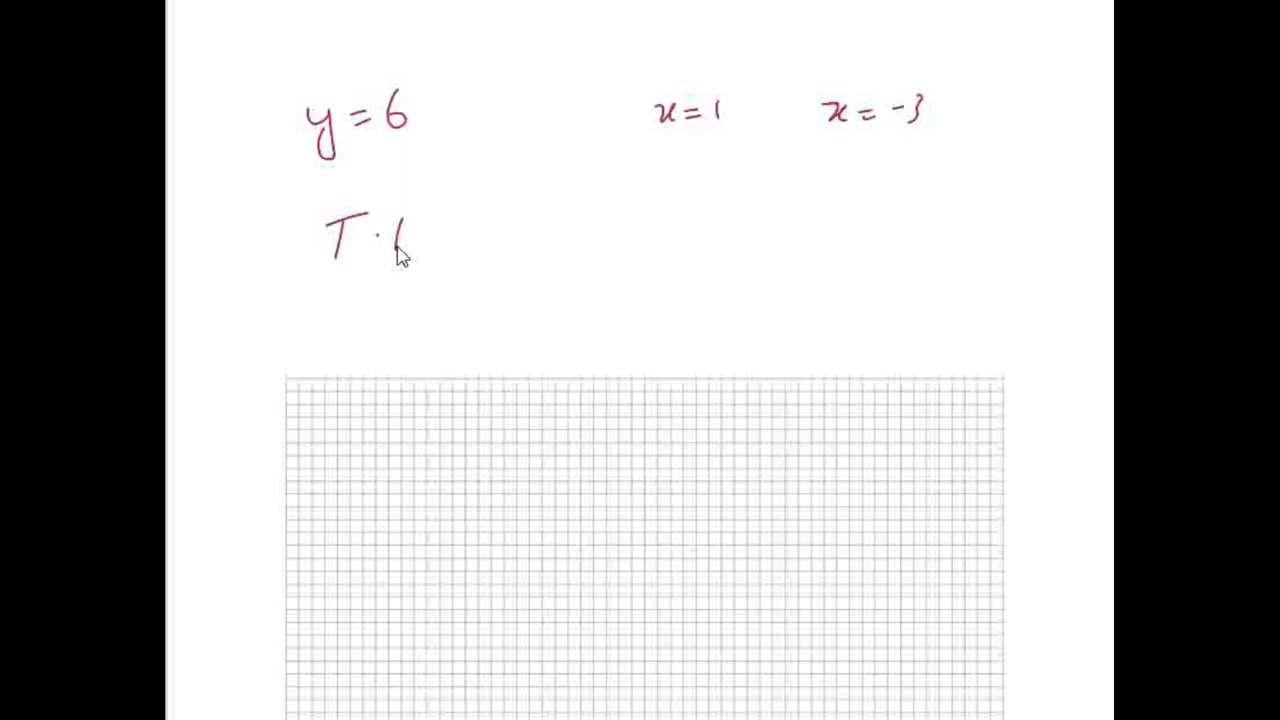 y = 6 x = 1 x = -3
T.